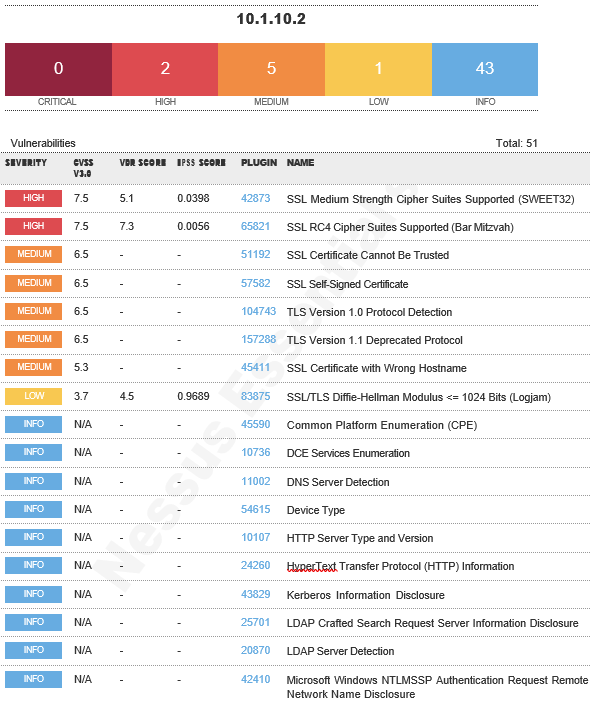 10.1.10.2
0 2 5 1 43
CRITICAL HIGH MEDIUM LOW INFO
Vulnerabilities Total: 51
SEVERITY CVSS V3.0 VPR SCORE EPSS SCORE PLUGIN NAME
HIGH 7.5 5.1 0.0398 42873 SSL Medium Strength Cipher Suites Supported (SWEET32)
HIGH 7.5 7.3 0.0056 65821 SSL RC4 Cipher Suites Supported (Bar Mitzvah)
MEDIUM 6.5 - - 51192 SSL Certificate Cannot Be Trusted
MEDIUM 6.5 - - 57582 SSL Self-Signed Certificate
MEDIUM 6.5 - - 104743 TLS Version 1.0 Protocol Detection
MEDIUM 6.5 - - 157288 TLS Version 1.1 Deprecated Protocol
MEDIUM 5.3 - - 45411 SSL Certificate with Wrong Hostname
LOW 3.7 4.5 0.9689 83875 SSL/TLS Diffie-Hellman Modulus <= 1024 Bits (Logjam)
INFO N/A - - 45590 Common Platform Enumeration (CPE)
INFO N/A - - 10736 DCE Services Enumeration
INFO N/A - - 11002 DNS Server Detection
INFO N/A - - 54615 Device Type
INFO N/A - - 10107 HTTP Server Type and Version
INFO N/A - - 24260 HyperText Transfer Protocol (HTTP) Information
INFO N/A - - 43829 Kerberos Information Disclosure
INFO N/A - - 25701 LDAP Crafted Search Request Server Information Disclosure
INFO N/A - - 20870 LDAP Server Detection
INFO N/A - - 42410 Microsoft Windows NTLMSSP Authentication Request Remote
Network Name Disclosure
Nessus Essentials